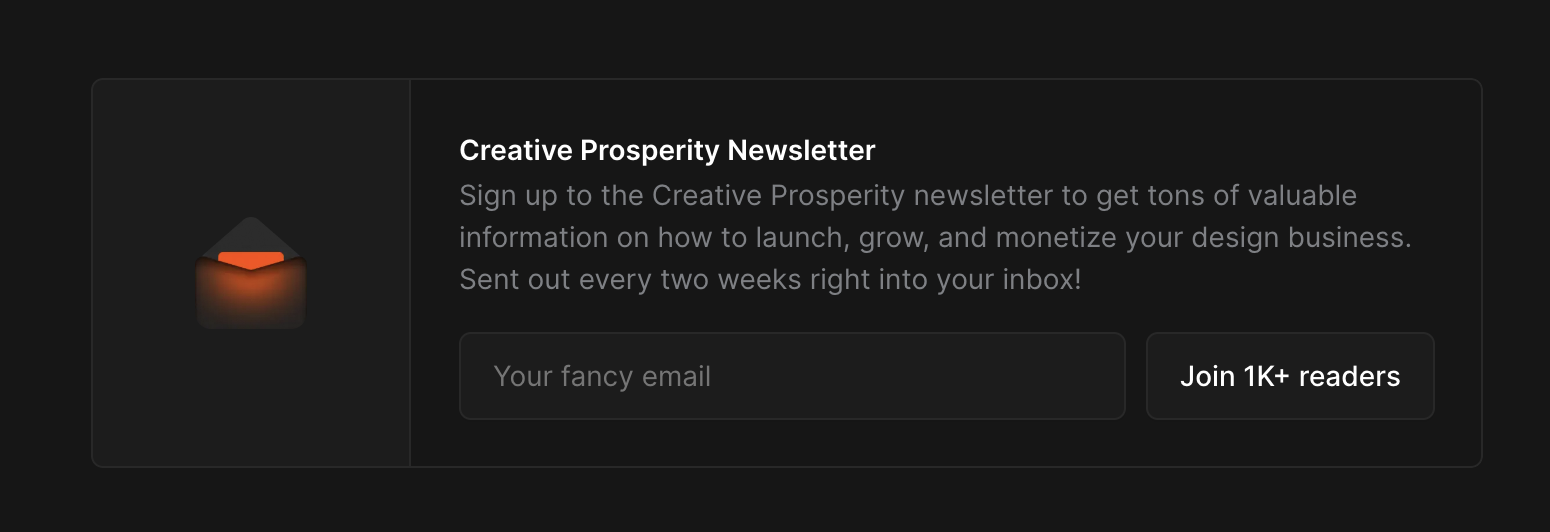 Creative Prosperity Newsletter
Sign up to the Creative Prosperity newsletter to get tons of valuable
information on how to launch, grow, and monetize your design business.
Sent out every two weeks right into your inbox!
Your fancy email
Join 1K+ readers